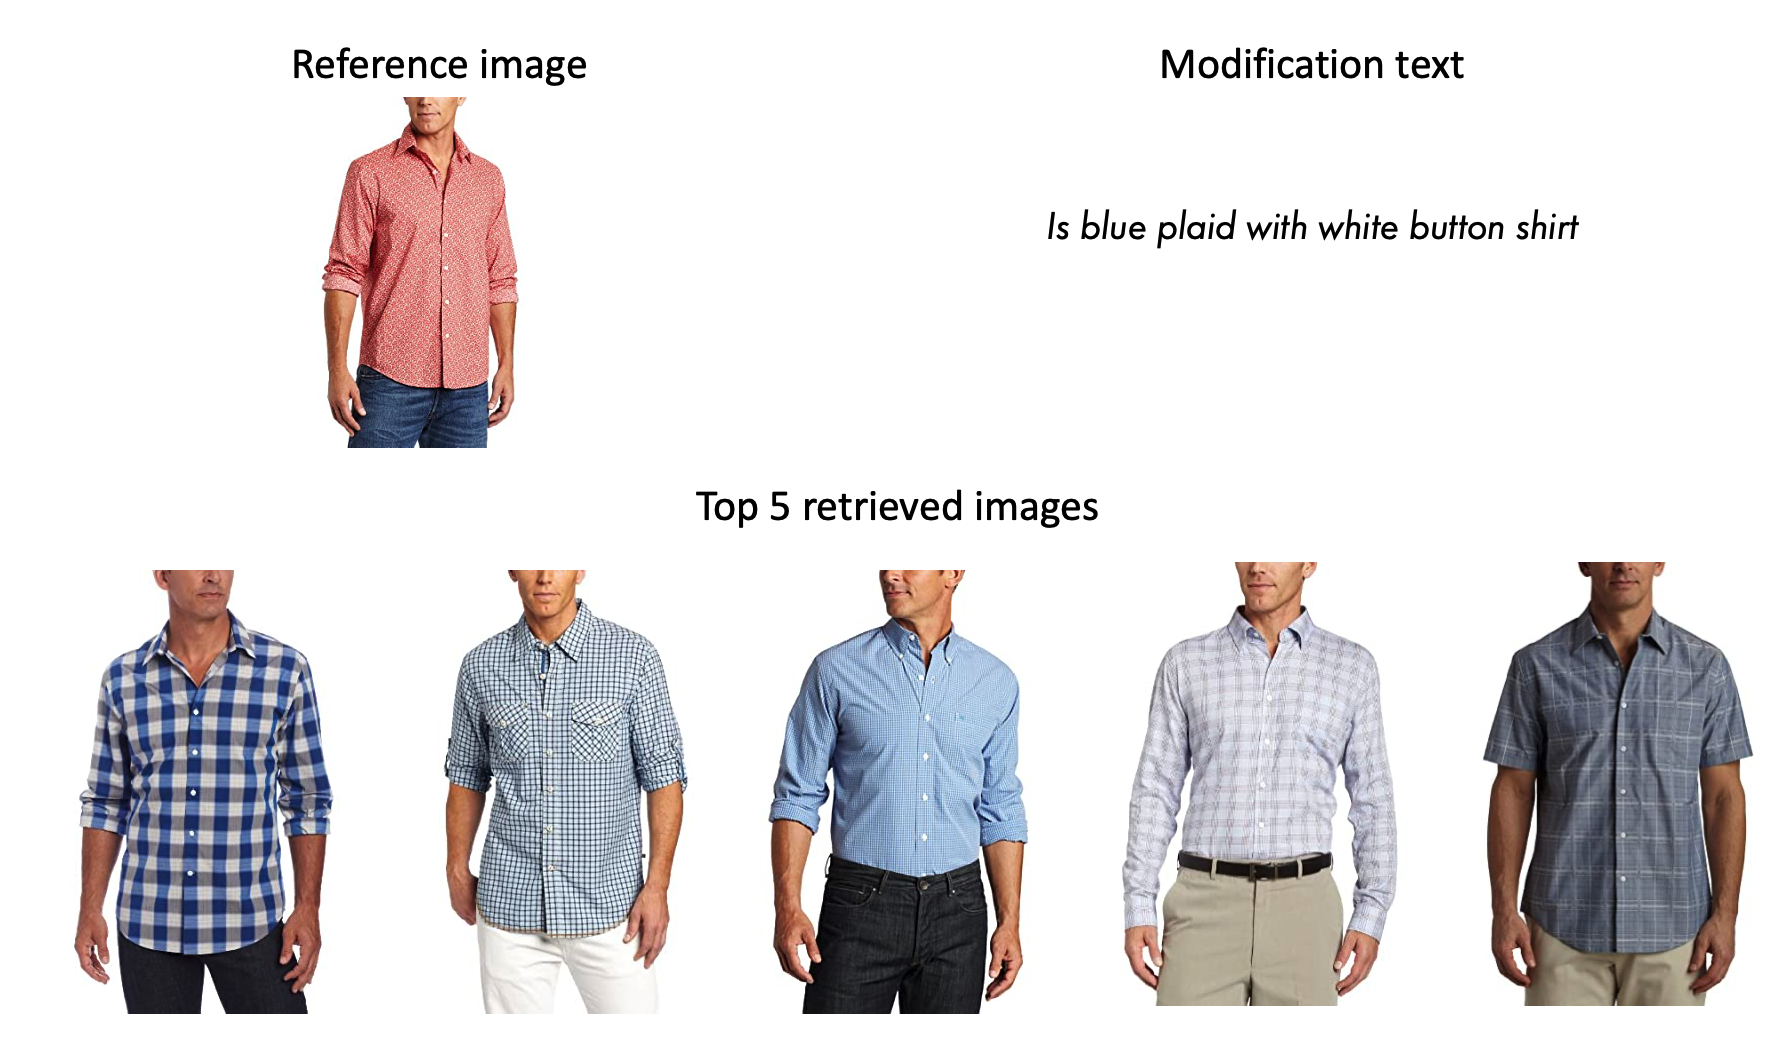 Reference image
Modification text
Is blue plaid with white button shirt
Top 5 retrieved images